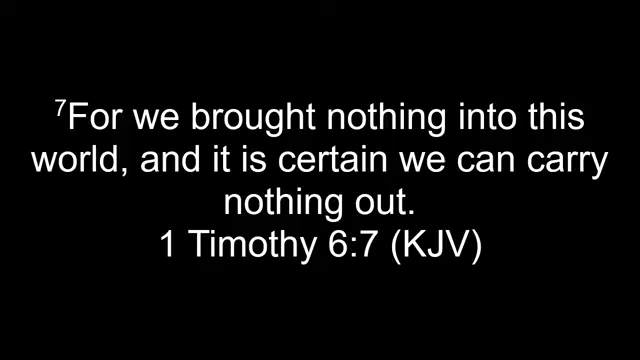 ⁷For we brought nothing into this
world, and it is certain we can carry
nothing out.
1 Timothy 6:7 (KJV)